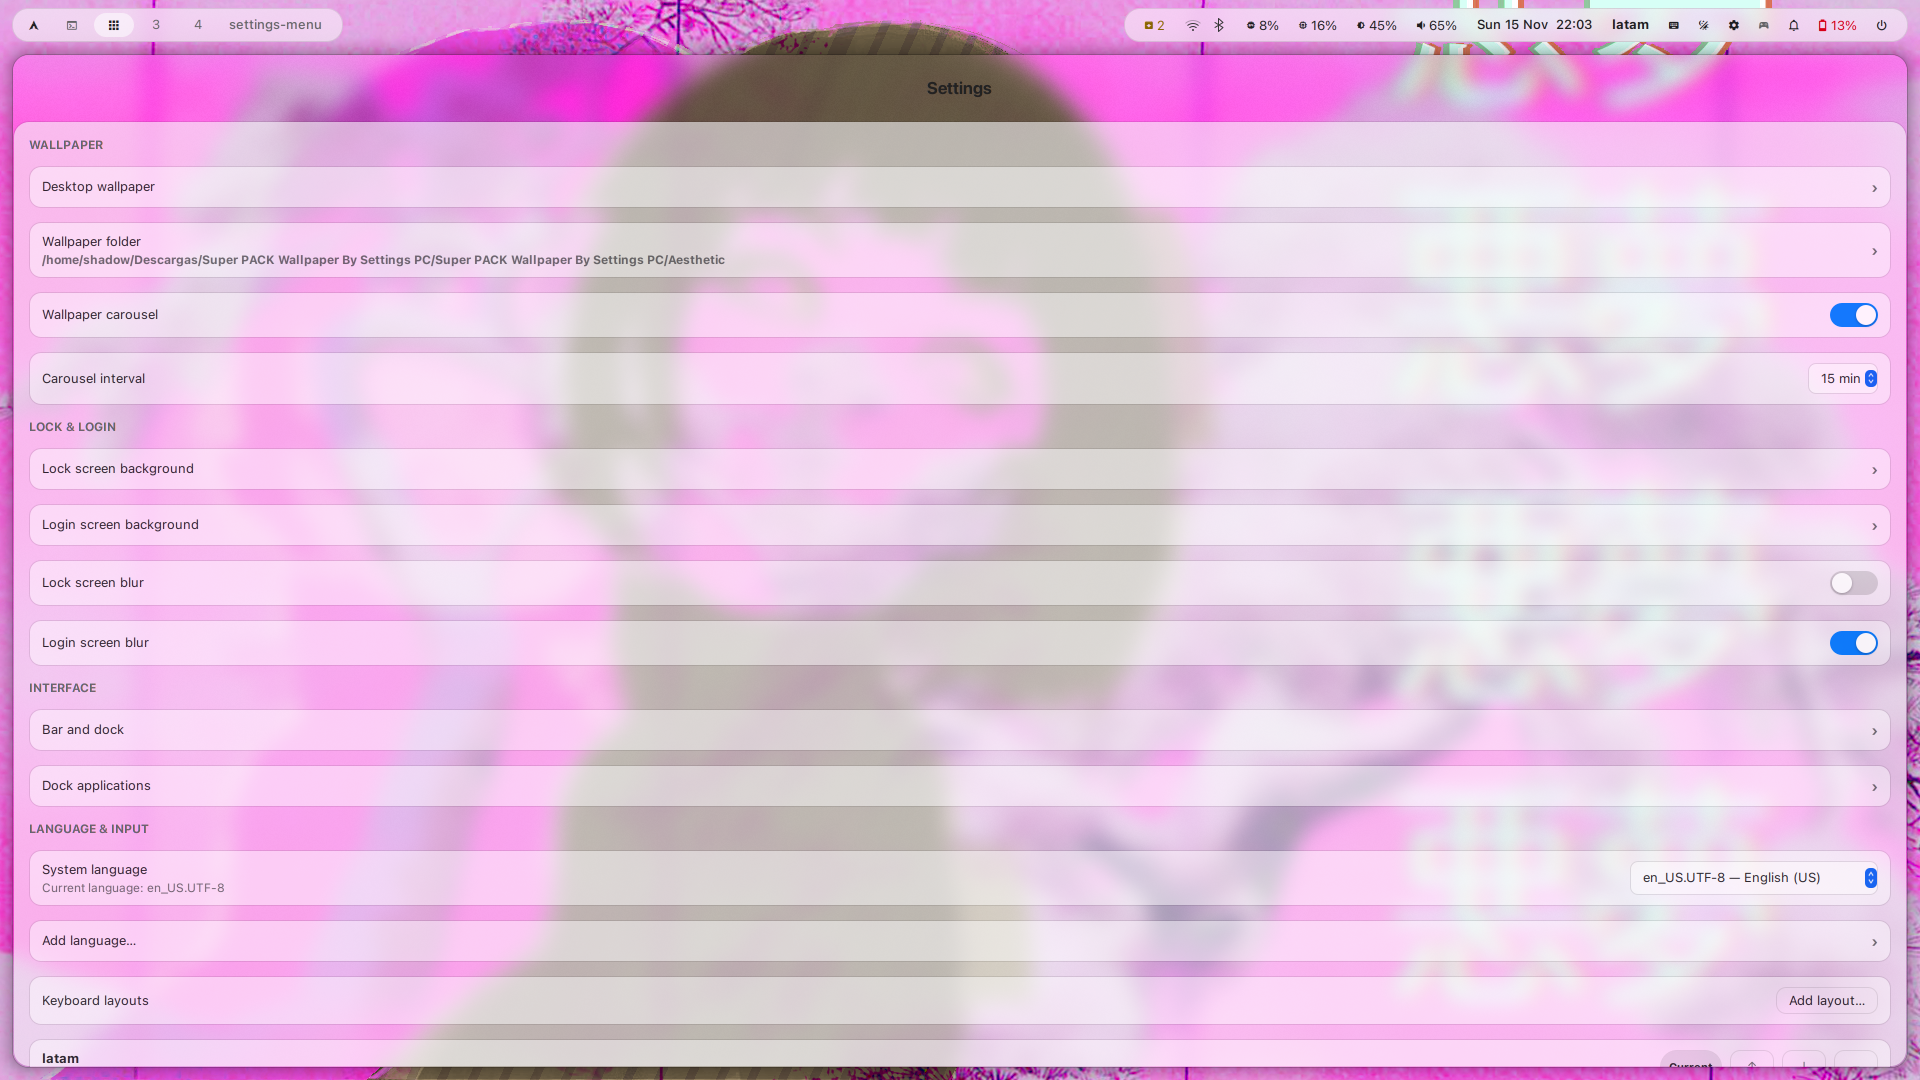 3 4 settings-menu
2 8% 16% 45% 65% Sun 15 Nov 22:03 latam 13%
Settings
WALLPAPER
Desktop wallpaper
Wallpaper folder
/home/shadow/Descargas/Super PACK Wallpaper By Settings PC/Super PACK Wallpaper By Settings PC/Aesthetic
Wallpaper carousel
Carousel interval
15 min
LOCK & LOGIN
Lock screen background
Login screen background
Lock screen blur
Login screen blur
INTERFACE
Bar and dock
Dock applications
LANGUAGE & INPUT
System language
Current language: en_US.UTF-8
en_US.UTF-8 — English (US)
Add language...
Keyboard layouts
Add layout...
latam
Current